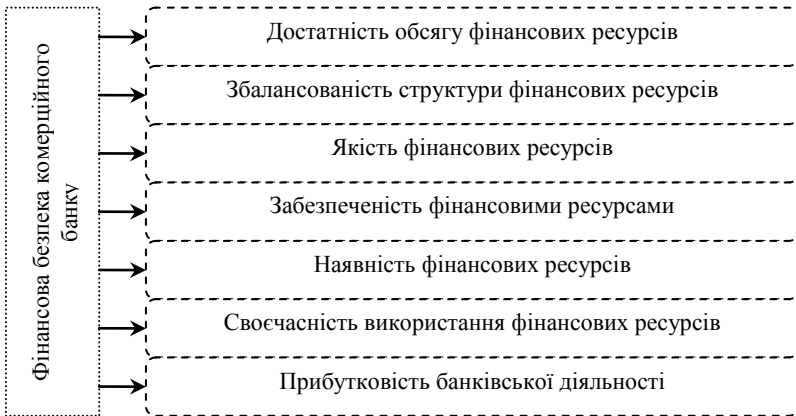 Фінансова безпека комерційного
банку
Достатність обсягу фінансових ресурсів
Збалансованість структури фінансових ресурсів
Якість фінансових ресурсів
Забезпеченість фінансовими ресурсами
Наявність фінансових ресурсів
Своєчасність використання фінансових ресурсів
Прибутковість банківської діяльності